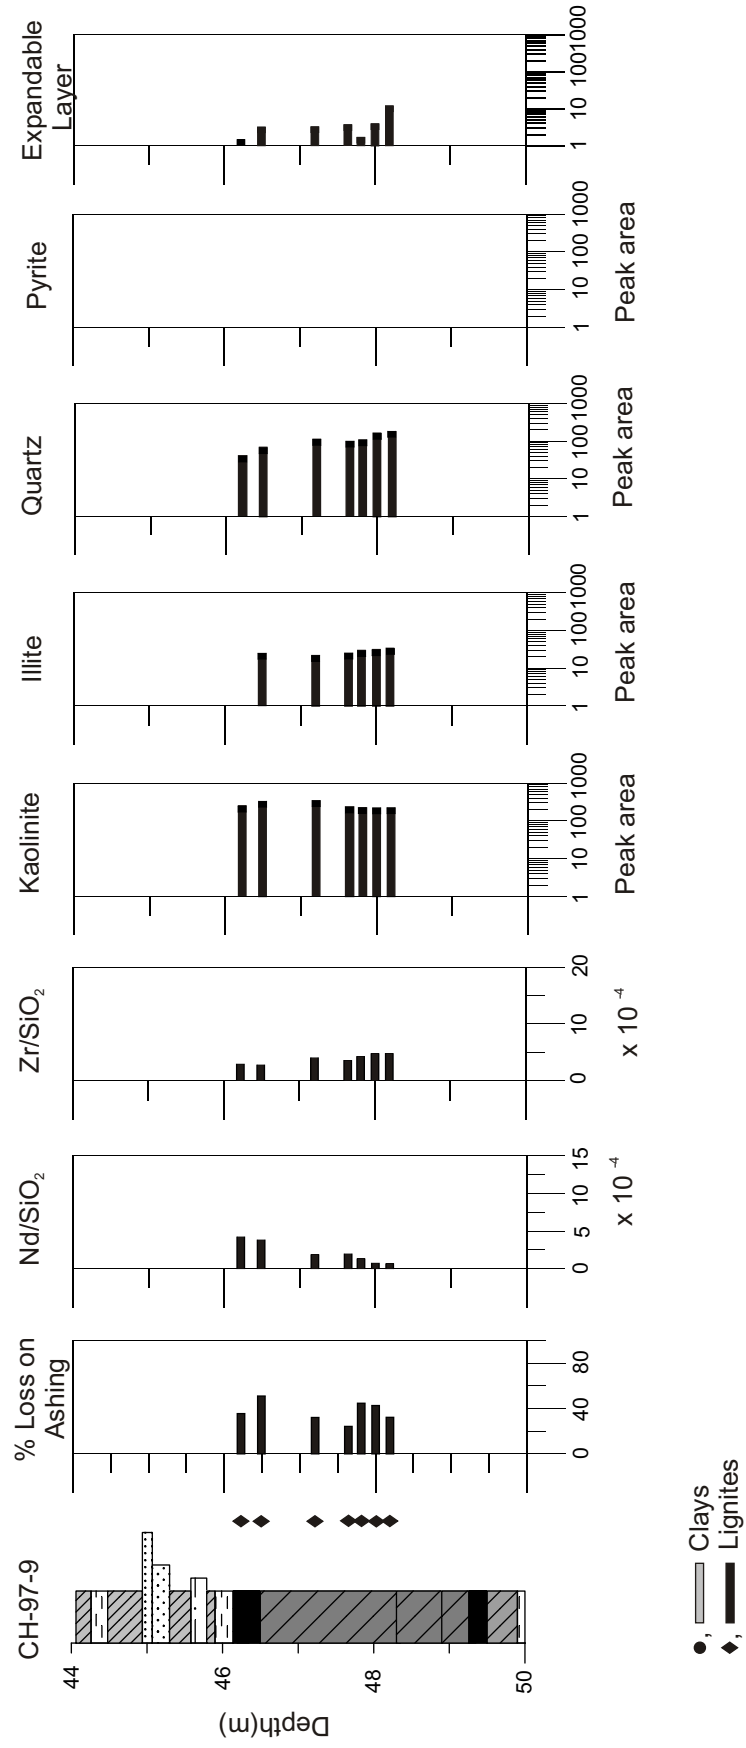 CH-97-9
Depth(m)
44
46
48
50
% Loss on
Ashing
0 40 80
Nd/SiO₂
0 5 10 15
x 10⁻⁴
Zr/SiO₂
0 10 20
x 10⁻⁴
Kaolinite
1 10 100 1000
Peak area
Illite
1 10 100 1000
Peak area
Quartz
1 10 100 1000
Peak area
Pyrite
1 10 100 1000
Peak area
Expandable
Layer
1 10 100 1000
, Clays
, Lignites